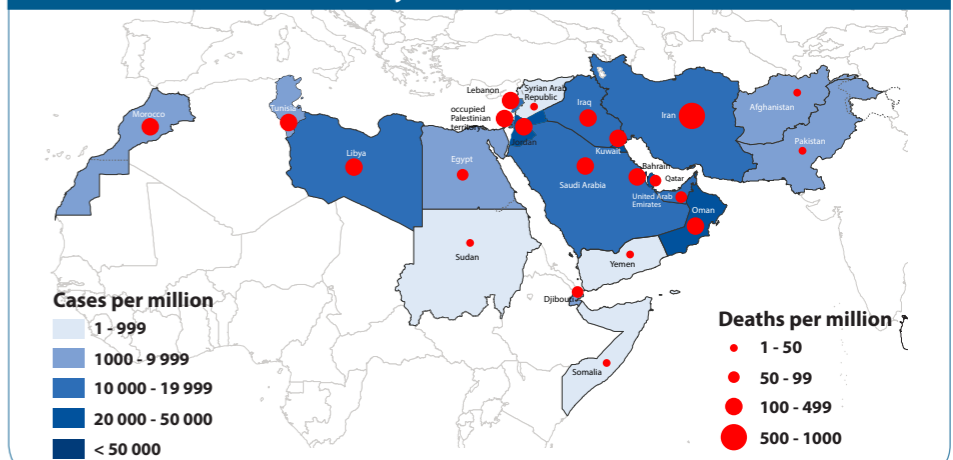 Lebanon
Syrian Arab
Republic
occupied
Palestinian
territory
Jordan
Iraq
Iran
Afghanistan
Pakistan
Morocco
Tunisia
Libya
Egypt
Kuwait
Bahrain
Qatar
Saudi Arabia
United Arab
Emirates
Oman
Sudan
Yemen
Djibouti
Somalia
Cases per million
1 - 999
1000 - 9 999
10 000 - 19 999
20 000 - 50 000
< 50 000
Deaths per million
1 - 50
50 - 99
100 - 499
500 - 1000